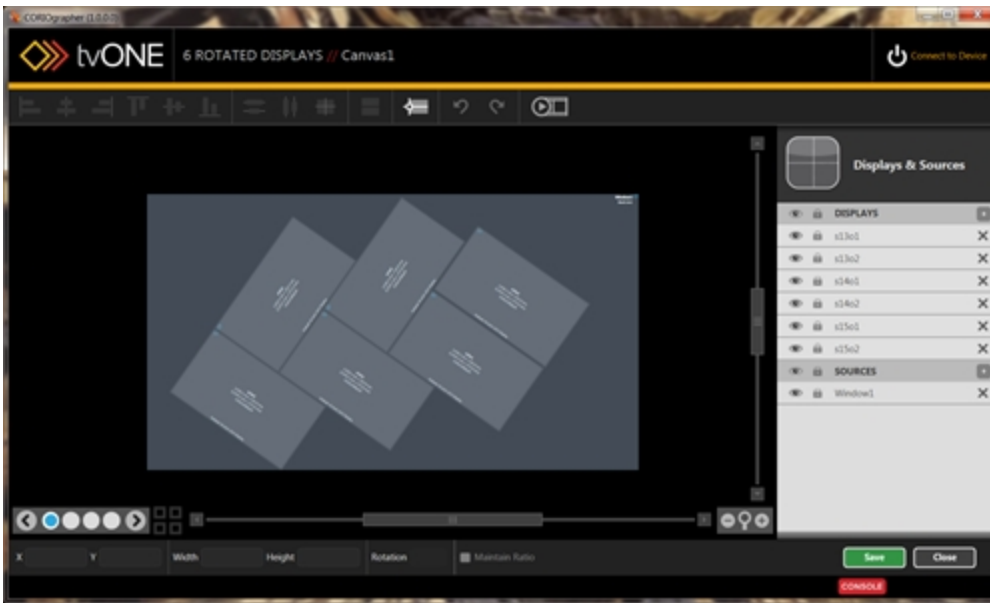 CORIOgrapher (1.0.0.0)
tvONE
6 ROTATED DISPLAYS // Canvas1
Connect to Device
Displays & Sources
DISPLAYS
s13o1
s13o2
s14o1
s14o2
s15o1
s15o2
SOURCES
Window1
X
Y
Width
Height
Rotation
Maintain Ratio
Save
Close
CONSOLE